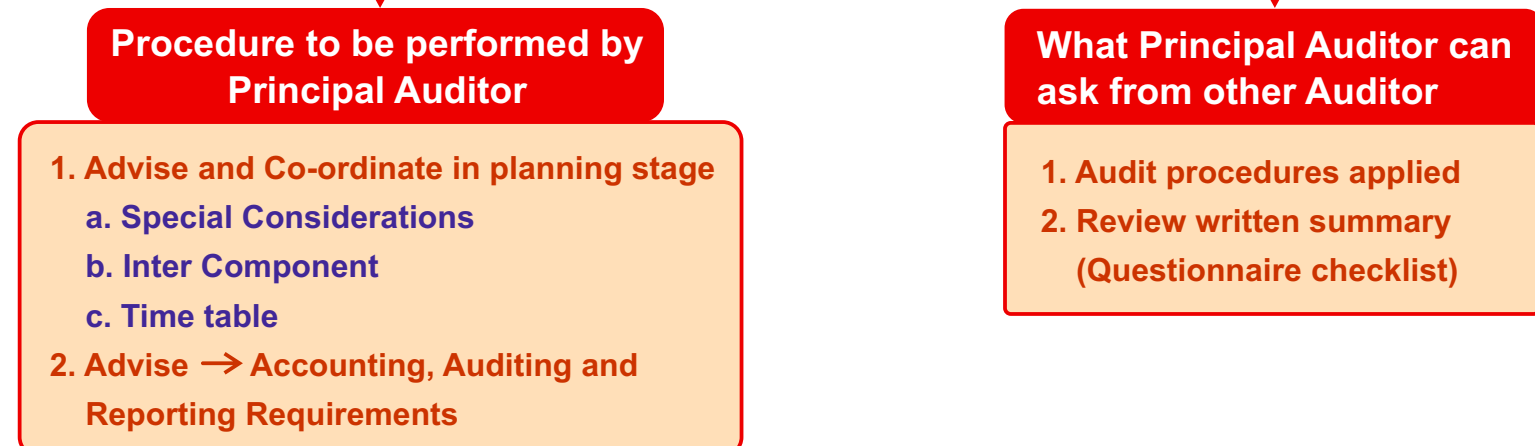 Procedure to be performed by
Principal Auditor
1. Advise and Co-ordinate in planning stage
a. Special Considerations
b. Inter Component
c. Time table
2. Advise → Accounting, Auditing and
Reporting Requirements
What Principal Auditor can
ask from other Auditor
1. Audit procedures applied
2. Review written summary
(Questionnaire checklist)